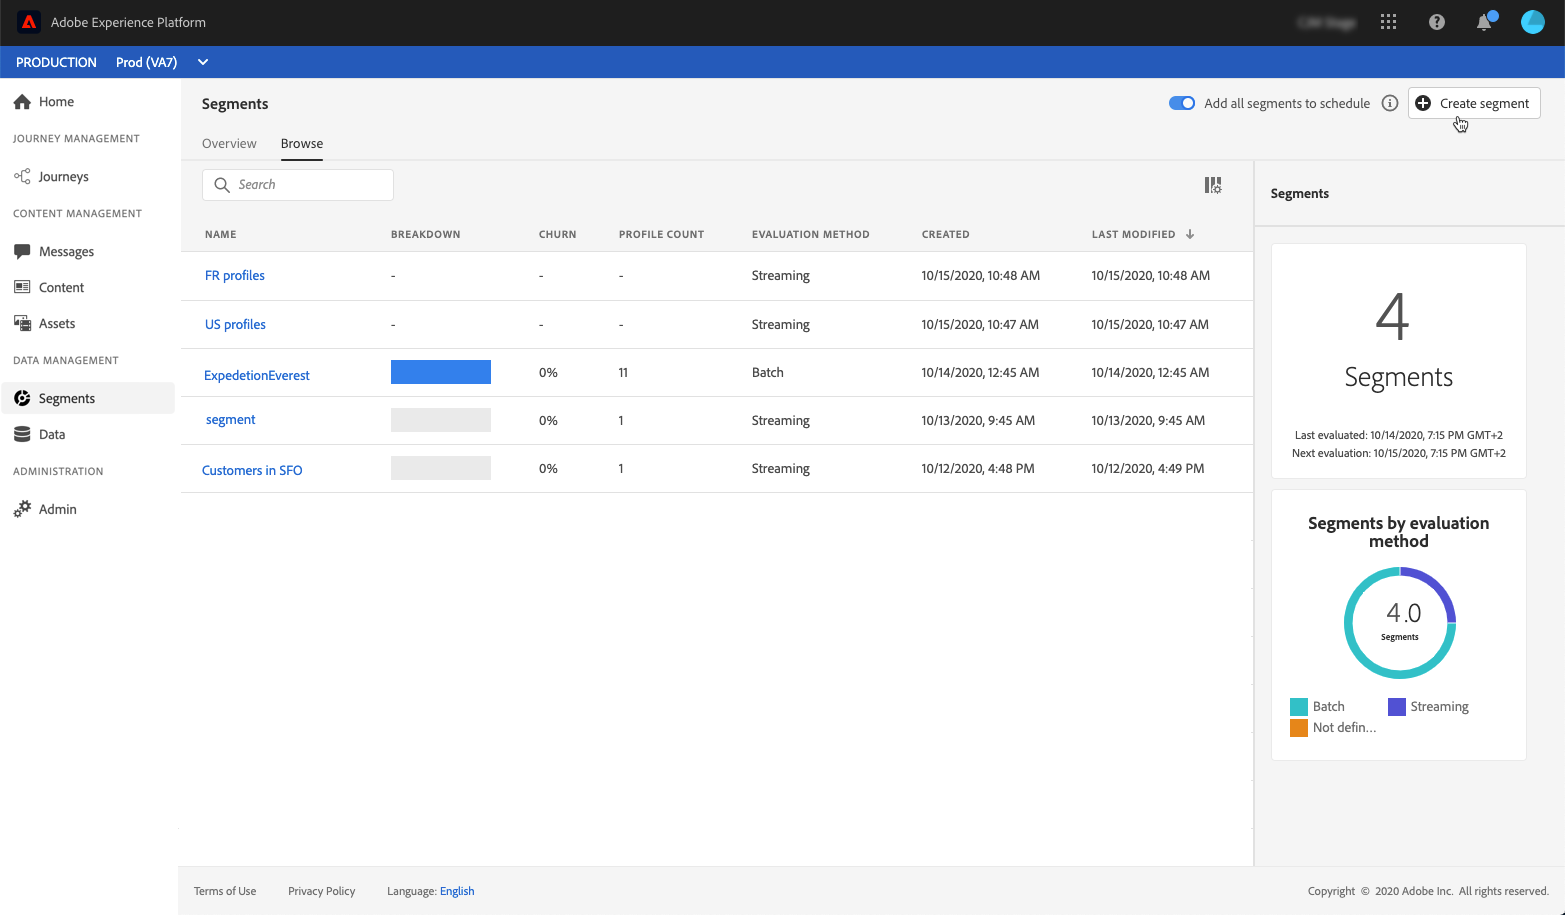 Adobe Experience Platform
PRODUCTION Prod (VA7)
Home
JOURNEY MANAGEMENT
Journeys
CONTENT MANAGEMENT
Messages
Content
Assets
DATA MANAGEMENT
Segments
Data
ADMINISTRATION
Admin
Segments
Add all segments to schedule
Create segment
Overview Browse
Search
NAME BREAKDOWN CHURN PROFILE COUNT EVALUATION METHOD CREATED LAST MODIFIED
FR profiles - - - Streaming 10/15/2020, 10:48 AM 10/15/2020, 10:48 AM
US profiles - - - Streaming 10/15/2020, 10:47 AM 10/15/2020, 10:47 AM
ExpedetionEverest 0% 11 Batch 10/14/2020, 12:45 AM 10/14/2020, 12:45 AM
segment 0% 1 Streaming 10/13/2020, 9:45 AM 10/13/2020, 9:45 AM
Customers in SFO 0% 1 Streaming 10/12/2020, 4:48 PM 10/12/2020, 4:49 PM
Segments
4
Segments
Last evaluated: 10/14/2020, 7:15 PM GMT+2
Next evaluation: 10/15/2020, 7:15 PM GMT+2
Segments by evaluation
method
4.0
Segments
Batch Streaming
Not defin...
Terms of Use Privacy Policy Language: English
Copyright © 2020 Adobe Inc. All rights reserved.